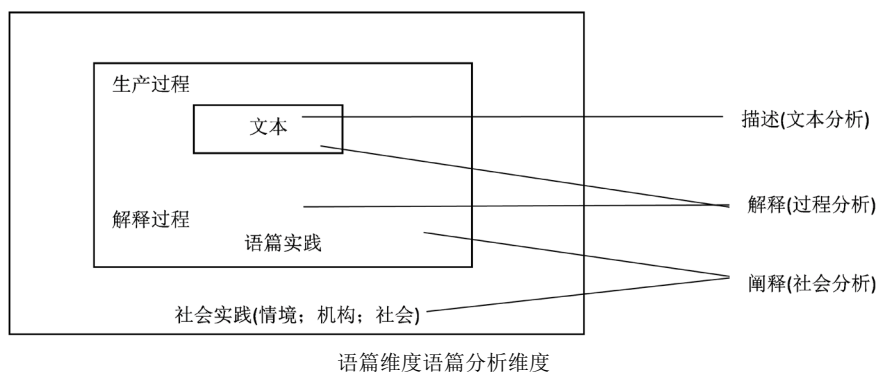 生产过程
文本
描述(文本分析)
解释(过程分析)
解释过程
语篇实践
阐释(社会分析)
社会实践(情境；机构；社会)
语篇维度语篇分析维度